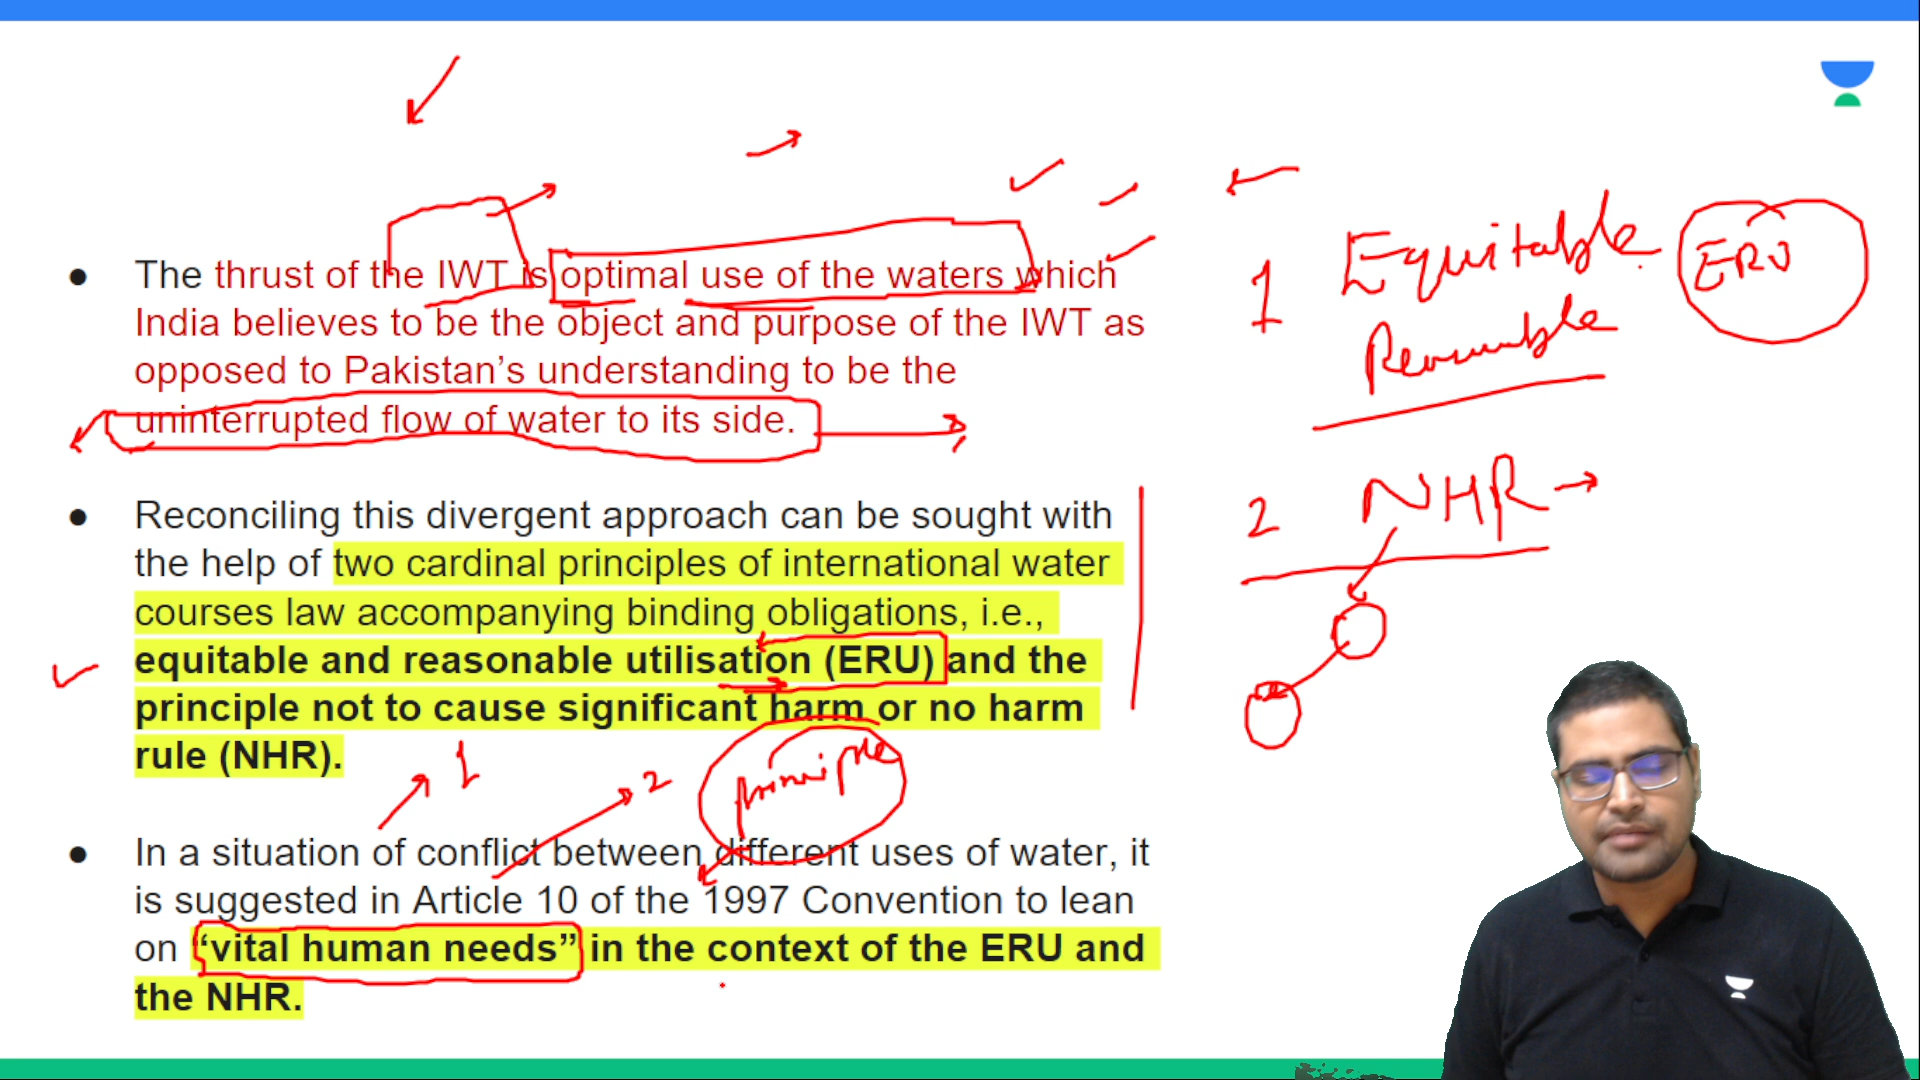 ● The thrust of the IWT is optimal use of the waters which
India believes to be the object and purpose of the IWT as
opposed to Pakistan’s understanding to be the
uninterrupted flow of water to its side.
● Reconciling this divergent approach can be sought with
the help of two cardinal principles of international water
courses law accompanying binding obligations, i.e.,
equitable and reasonable utilisation (ERU) and the
principle not to cause significant harm or no harm
rule (NHR).
● In a situation of conflict between different uses of water, it
is suggested in Article 10 of the 1997 Convention to lean
on “vital human needs” in the context of the ERU and
the NHR.
1
2
principle
1 Equitable ERU
Reasonable
2 NHR